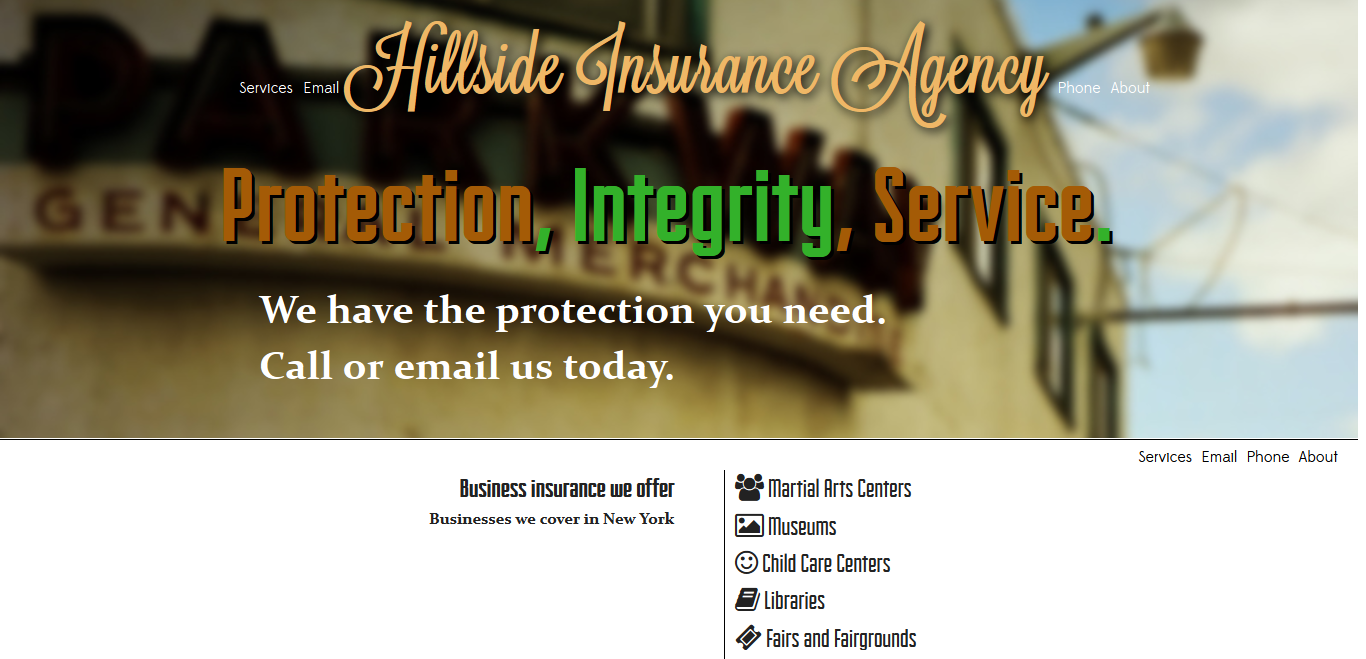 Services Email Hillside Insurance Agency Phone About
Protection, Integrity, Service.
We have the protection you need.
Call or email us today.
Services Email Phone About
Business insurance we offer
Businesses we cover in New York
Martial Arts Centers
Museums
Child Care Centers
Libraries
Fairs and Fairgrounds